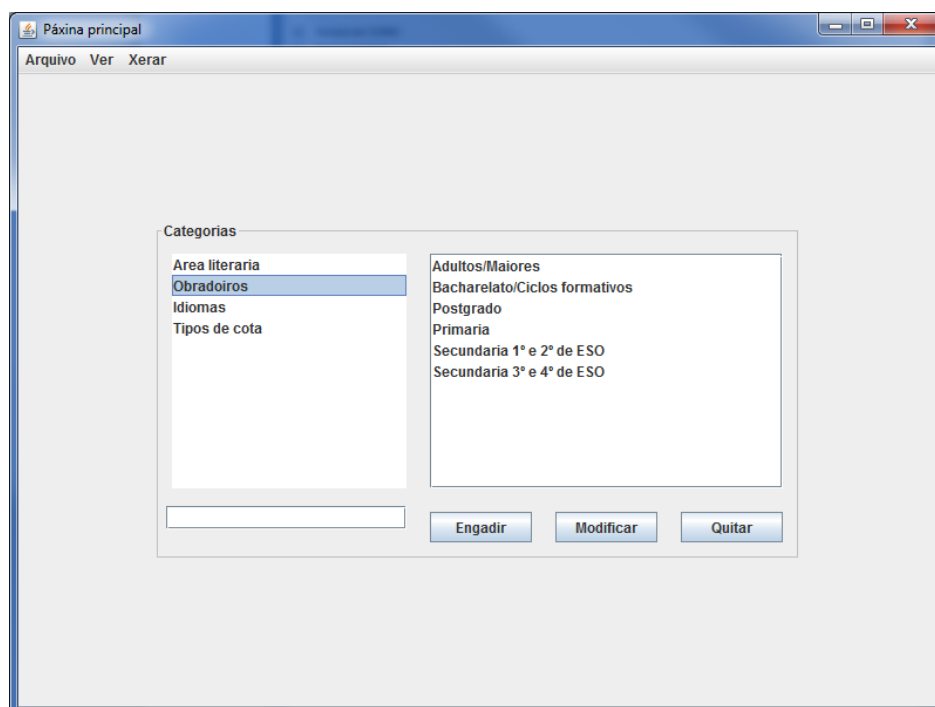 Páxina principal
Arquivo Ver Xerar
Categorias
Area literaria
Obradoiros
Idiomas
Tipos de cota
Adultos/Maiores
Bacharelato/Ciclos formativos
Postgrado
Primaria
Secundaria 1º e 2º de ESO
Secundaria 3º e 4º de ESO
Engadir Modificar Quitar